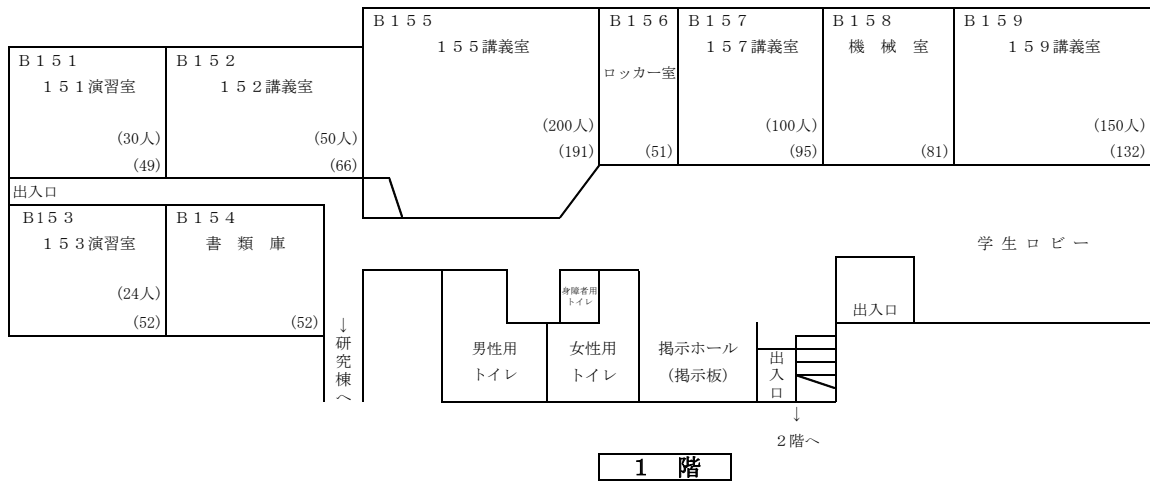 B151
151演習室
(30人)
(49)
B152
152講義室
(50人)
(66)
B155
155講義室
(200人)
(191)
B156
ロッカー室
(51)
B157
157講義室
(100人)
(95)
B158
機械室
(81)
B159
159講義室
(150人)
(132)
出入口
B153
153演習室
(24人)
(52)
B154
書類庫
(52)
↓研究棟へ
男性用
トイレ
身障者用
トイレ
女性用
トイレ
掲示ホール
(掲示板)
出入口
↓
2階へ
出入口
学生ロビー
1 階